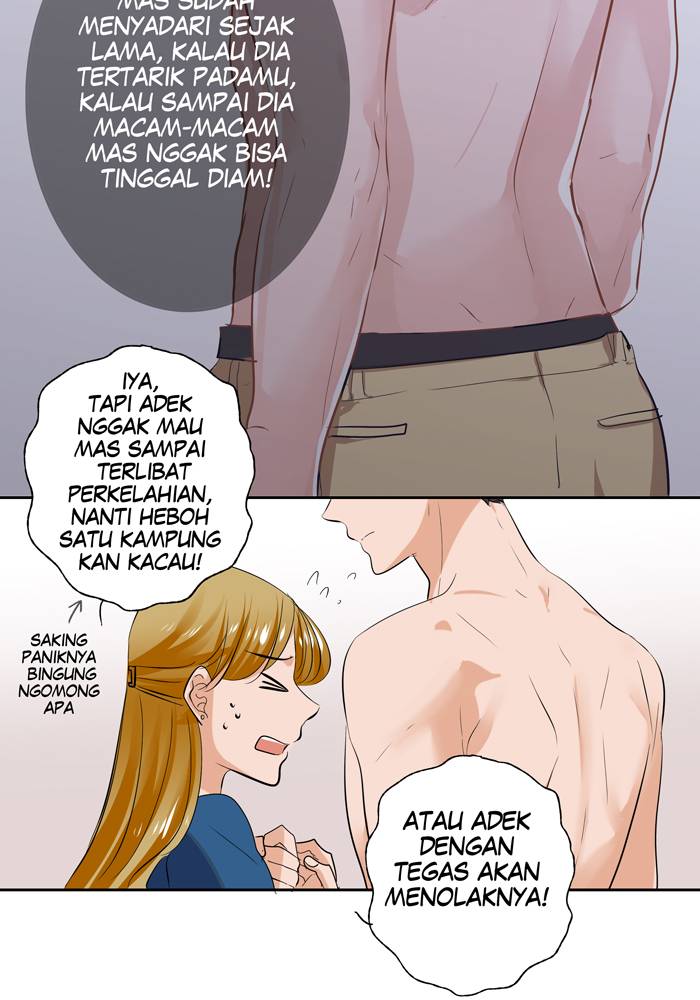 MAS SUDAH
MENYADARI SEJAK
LAMA, KALAU DIA
TERTARIK PADAMU,
KALAU SAMPAI DIA
MACAM-MACAM
MAS NGGAK BISA
TINGGAL DIAM!
IYA,
TAPI ADEK
NGGAK MAU
MAS SAMPAI
TERLIBAT
PERKELAHIAN,
NANTI HEBOH
SATU KAMPUNG
KAN KACAU!
SAKING
PANIKNYA
BINGUNG
NGOMONG
APA
ATAU ADEK
DENGAN
TEGAS AKAN
MENOLAKNYA!